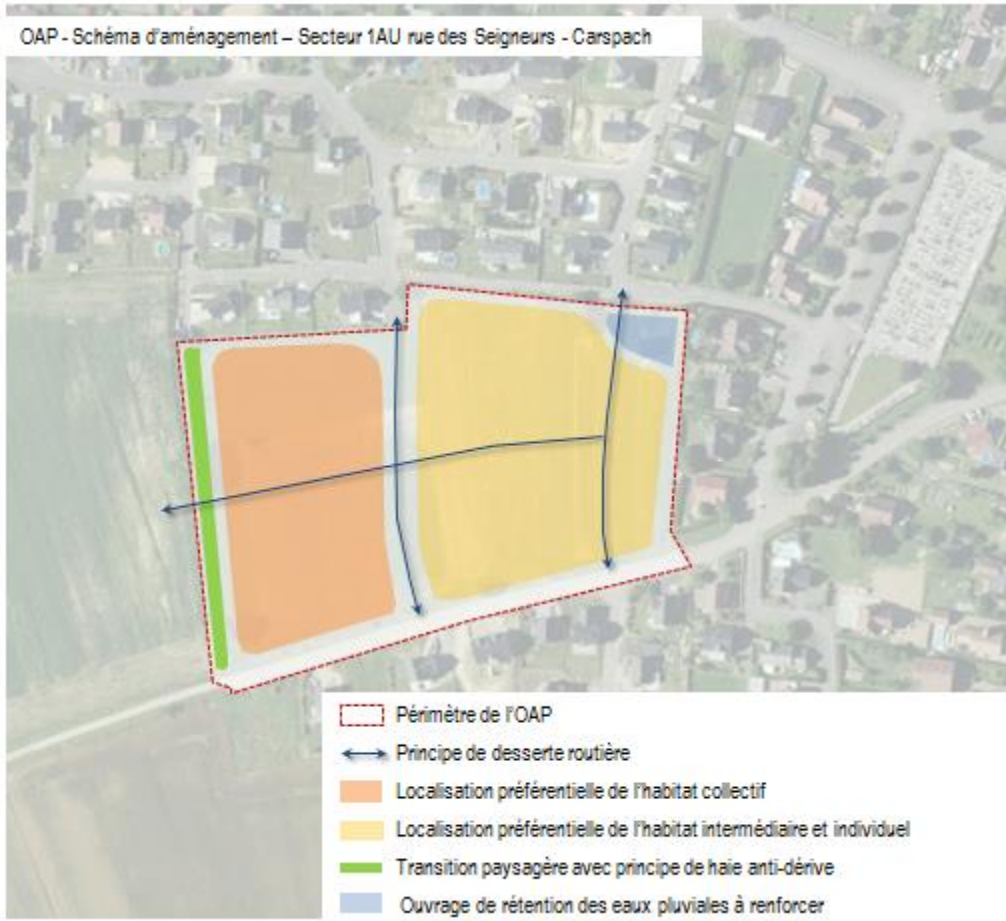 OAP - Schéma d'aménagement – Secteur 1AU rue des Seigneurs - Carspach
Périmètre de l'OAP
Principe de desserte routière
Localisation préférentielle de l'habitat collectif
Localisation préférentielle de l'habitat intermédiaire et individuel
Transition paysagère avec principe de haie anti-dérive
Ouvrage de rétention des eaux pluviales à renforcer